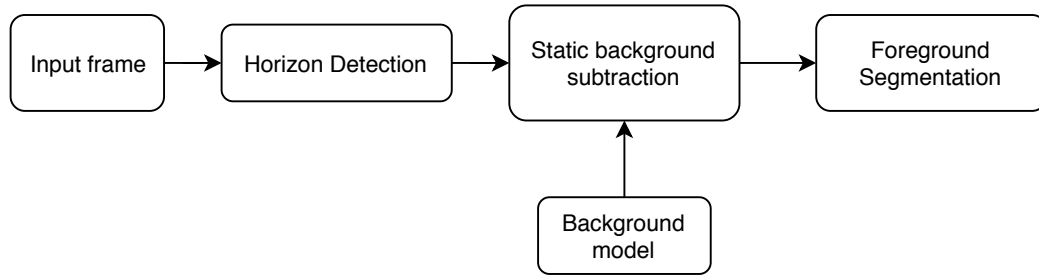 Input frame
Horizon Detection
Static background
subtraction
Foreground
Segmentation
Background
model